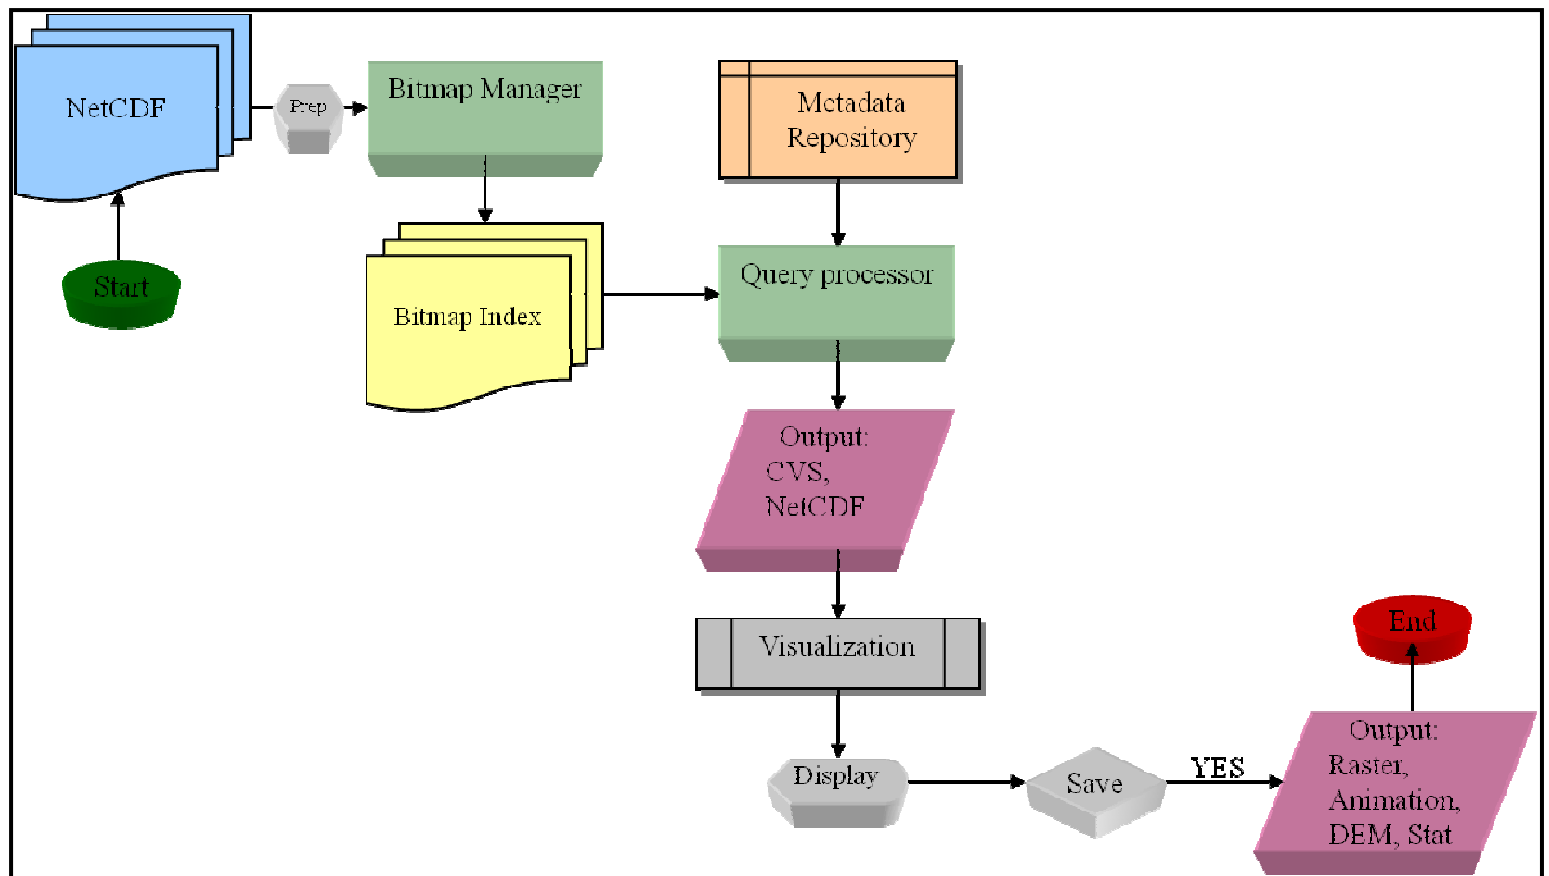 NetCDF
Prep
Bitmap Manager
Metadata
Repository
Start
Bitmap Index
Query processor
Output:
CVS,
NetCDF
Visualization
Display
Save
YES
Output:
Raster,
Animation,
DEM, Stat
End